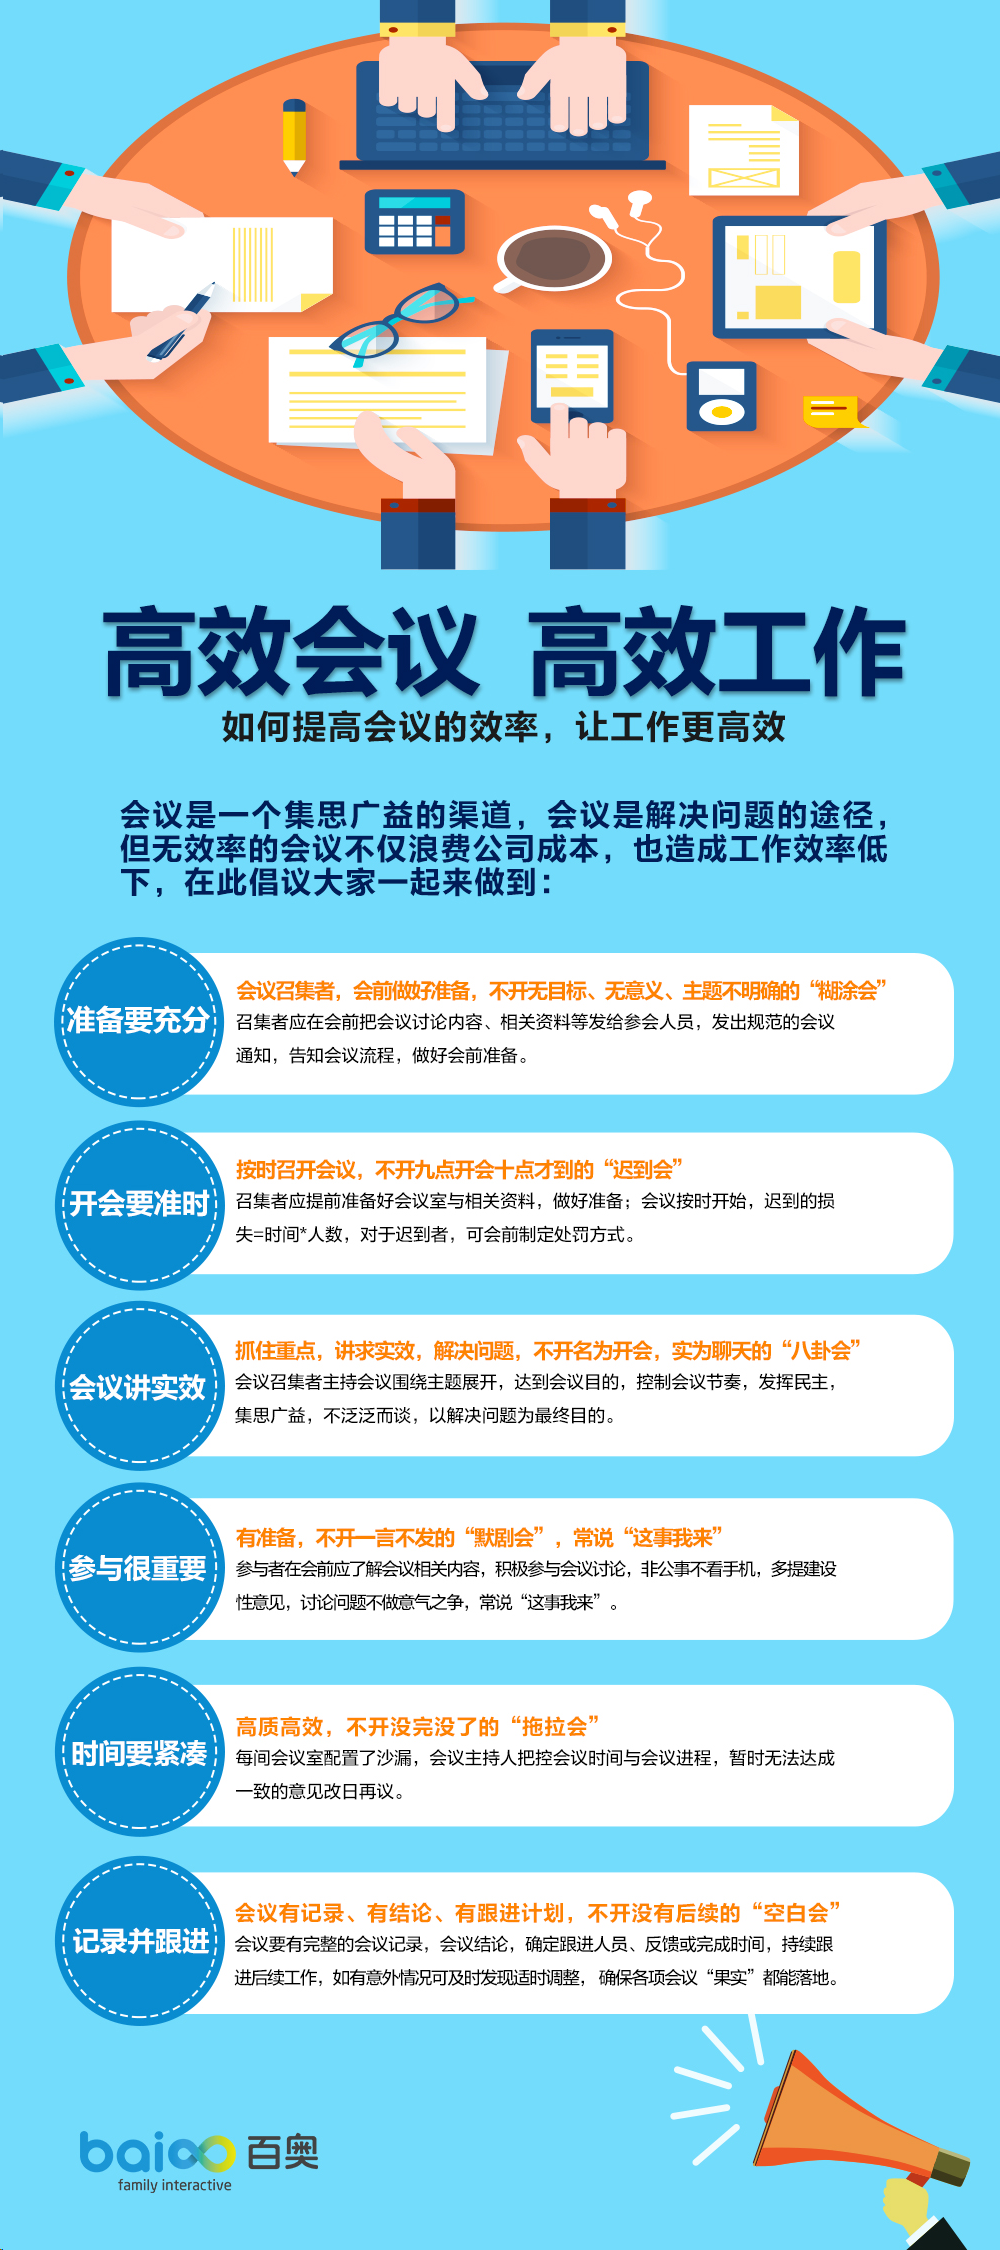 高效会议 高效工作
如何提高会议的效率，让工作更高效
会议是一个集思广益的渠道，会议是解决问题的途径，
但无效率的会议不仅浪费公司成本，也造成工作效率低
下，在此倡议大家一起来做到：
准备要充分
会议召集者，会前做好准备，不开无目标、无意义、主题不明确的“糊涂会”
召集者应在会前把会议讨论内容、相关资料等发给参会人员，发出规范的会议
通知，告知会议流程，做好会前准备。
开会要准时
按时召开会议，不开九点开会十点才到的“迟到会”
召集者应提前准备好会议室与相关资料，做好准备；会议按时开始，迟到的损
失=时间*人数，对于迟到者，可会前制定处罚方式。
会议讲实效
抓住重点，讲求实效，解决问题，不开名为开会，实为聊天的“八卦会”
会议召集者主持会议围绕主题展开，达到会议目的，控制会议节奏，发挥民主，
集思广益，不泛泛而谈，以解决问题为最终目的。
参与很重要
有准备，不开一言不发的“默剧会”，常说“这事我来”
参与者在会前应了解会议相关内容，积极参与会议讨论，非公事不看手机，多提建设
性意见，讨论问题不做意气之争，常说“这事我来”。
时间要紧凑
高质高效，不开没完没了的“拖拉会”
每间会议室配置了沙漏，会议主持人把控会议时间与会议进程，暂时无法达成
一致的意见改日再议。
记录并跟进
会议有记录、有结论、有跟进计划，不开没有后续的“空白会”
会议要有完整的会议记录，会议结论，确定跟进人员、反馈或完成时间，持续跟
进后续工作，如有意外情况可及时发现适时调整，确保各项会议“果实”都能落地。
baioo 百奥
family interactive